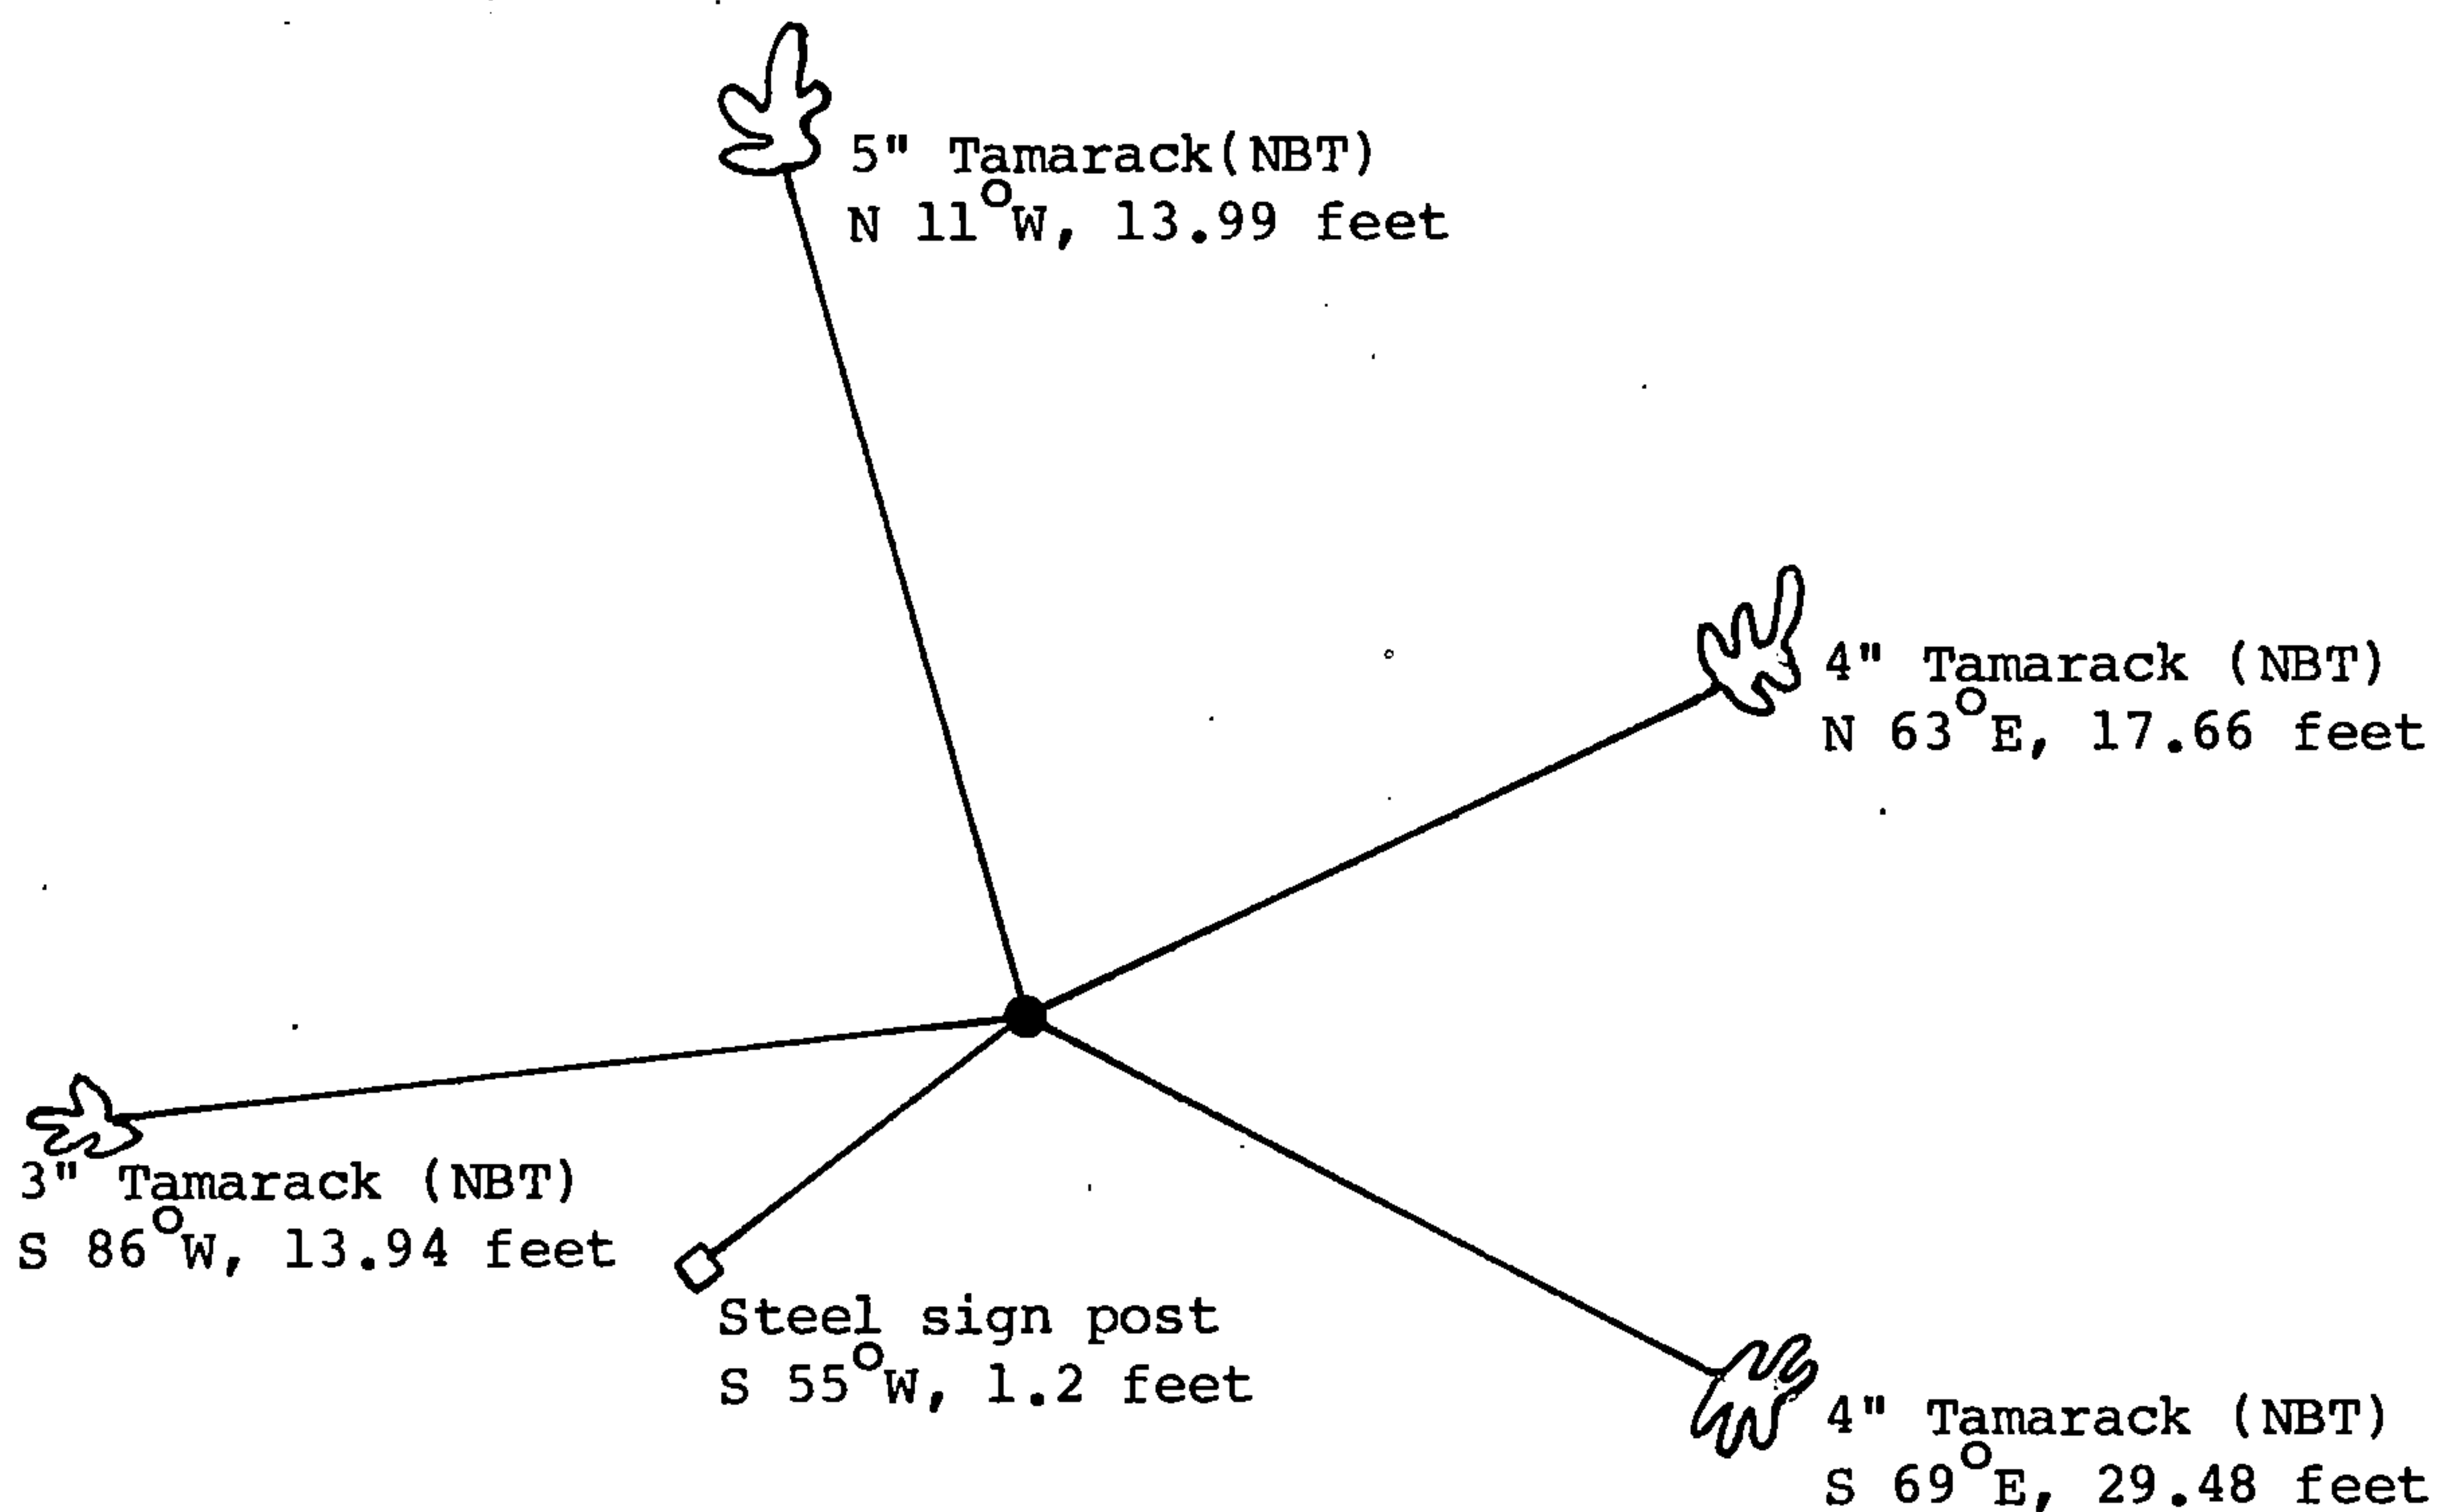 5" Tamarack(NBT)
N 11°W, 13.99 feet
4" Tamarack (NBT)
N 63°E, 17.66 feet
3" Tamarack (NBT)
S 86°W, 13.94 feet
Steel sign post
S 55°W, 1.2 feet
4" Tamarack (NBT)
S 69°E, 29.48 feet